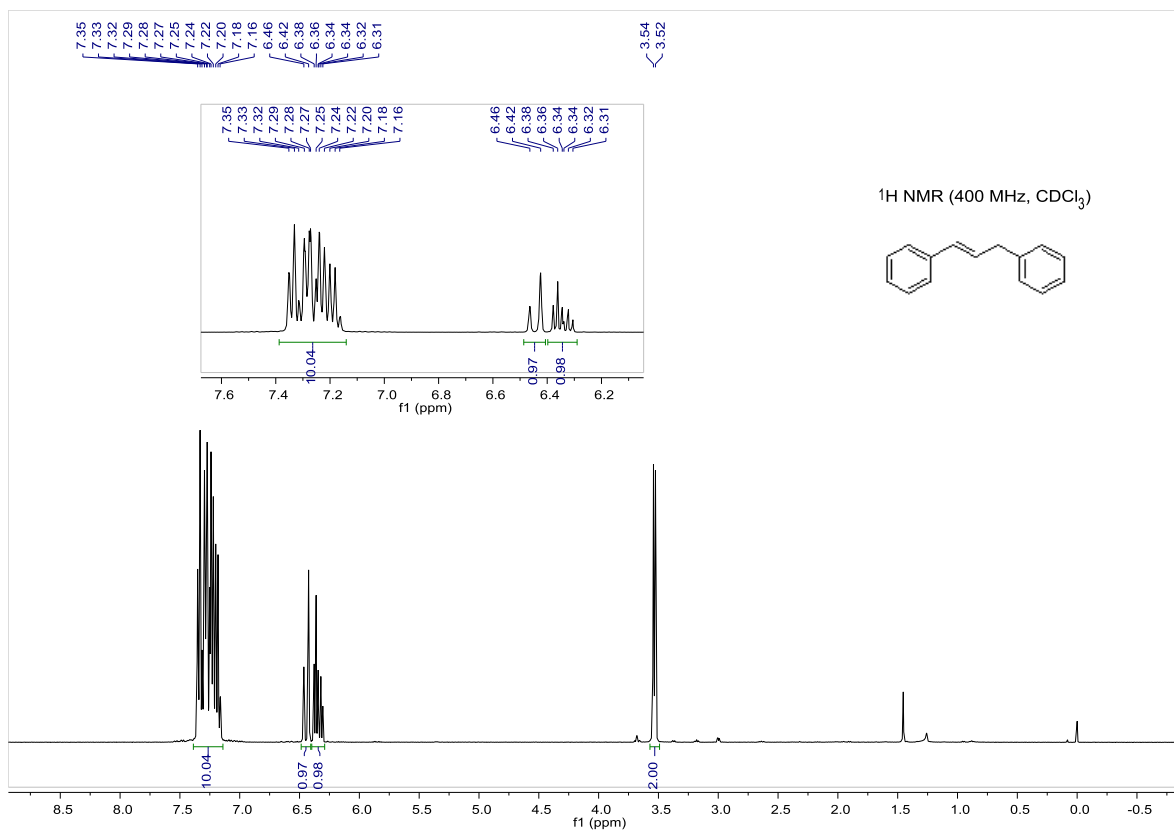 7.35 7.33 7.32 7.29 7.28 7.27 7.25 7.24 7.22 7.20 7.18 7.16 6.46 6.42 6.38 6.36 6.34 6.34 6.32 6.31 3.54 3.52
7.35 7.33 7.32 7.29 7.28 7.27 7.25 7.24 7.22 7.20 7.18 7.16 6.46 6.42 6.38 6.36 6.34 6.34 6.32 6.31
¹H NMR (400 MHz, CDCl₃)
10.04 0.97 0.98
7.6 7.4 7.2 7.0 6.8 6.6 6.4 6.2
f1 (ppm)
10.04 0.97 0.98 2.00
8.5 8.0 7.5 7.0 6.5 6.0 5.5 5.0 4.5 4.0 3.5 3.0 2.5 2.0 1.5 1.0 0.5 0.0 -0.5
f1 (ppm)